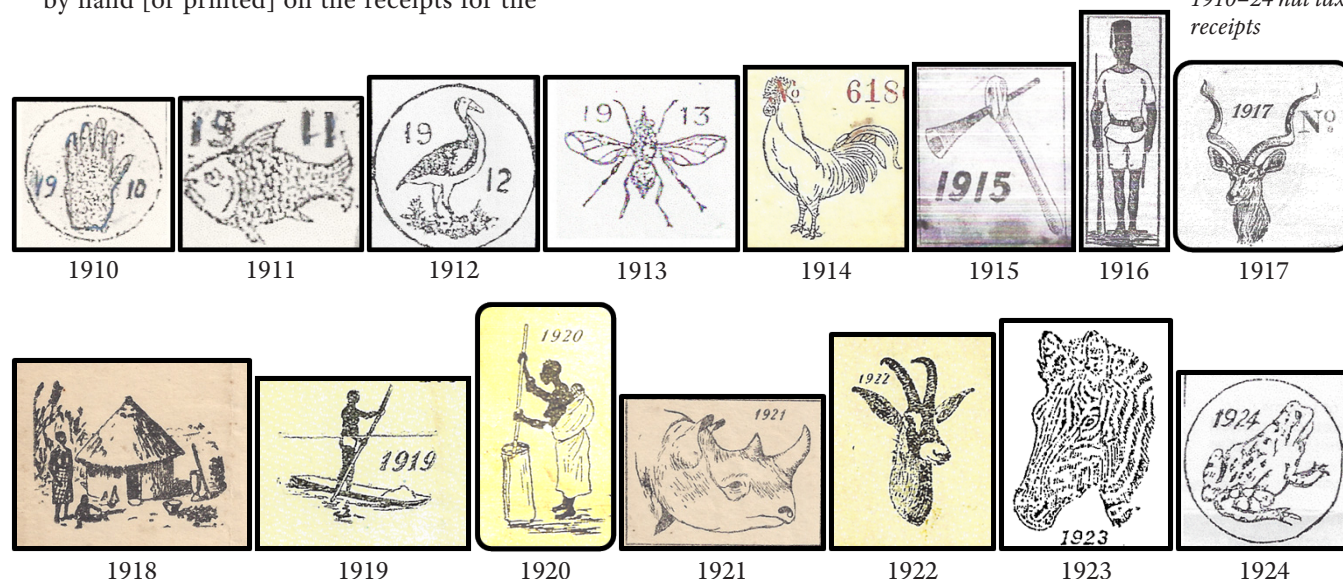 by hand [or printed] on the receipts for the
1910–24 hut tax
receipts
19 10
19 11
19 12
19 13
No 618
1915
1917
No
1910 1911 1912 1913 1914 1915 1916 1917
1919
1920
1921
1922
1923
1924
1918 1919 1920 1921 1922 1923 1924